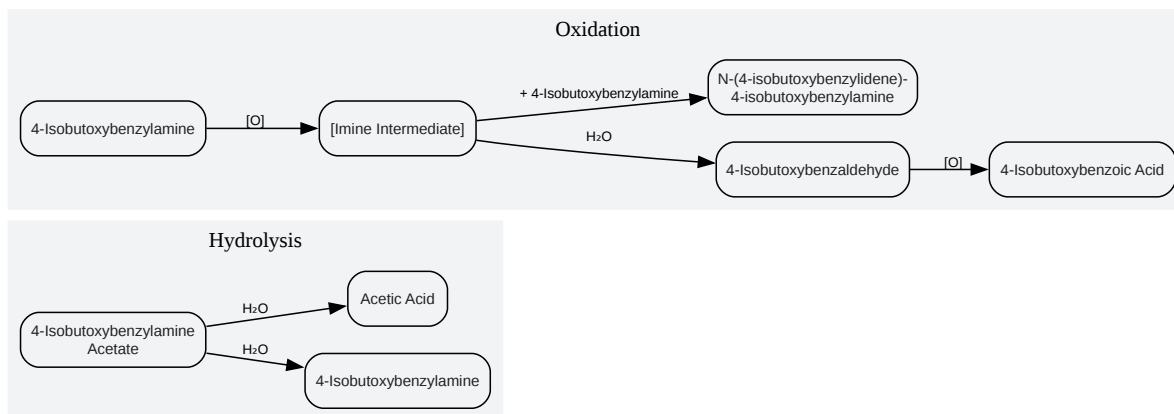 Oxidation
4-Isobutoxybenzylamine
[O]
[Imine Intermediate]
+ 4-Isobutoxybenzylamine
N-(4-isobutoxybenzylidene)-
4-isobutoxybenzylamine
H₂O
4-Isobutoxybenzaldehyde
[O]
4-Isobutoxybenzoic Acid
Hydrolysis
4-Isobutoxybenzylamine
Acetate
H₂O
Acetic Acid
H₂O
4-Isobutoxybenzylamine